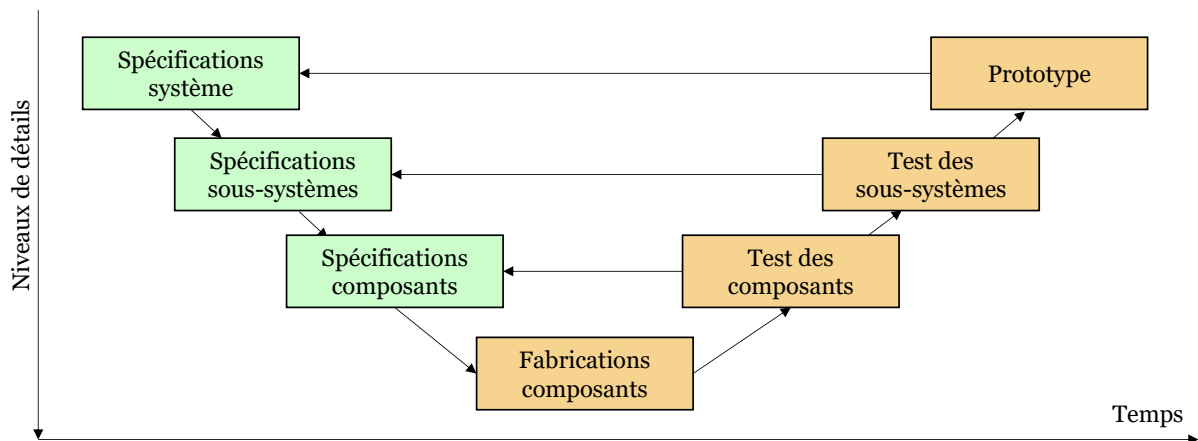 Spécifications
système
Prototype
Spécifications
sous-systèmes
Test des
sous-systèmes
Spécifications
composants
Test des
composants
Fabrications
composants
Niveaux de détails
Temps